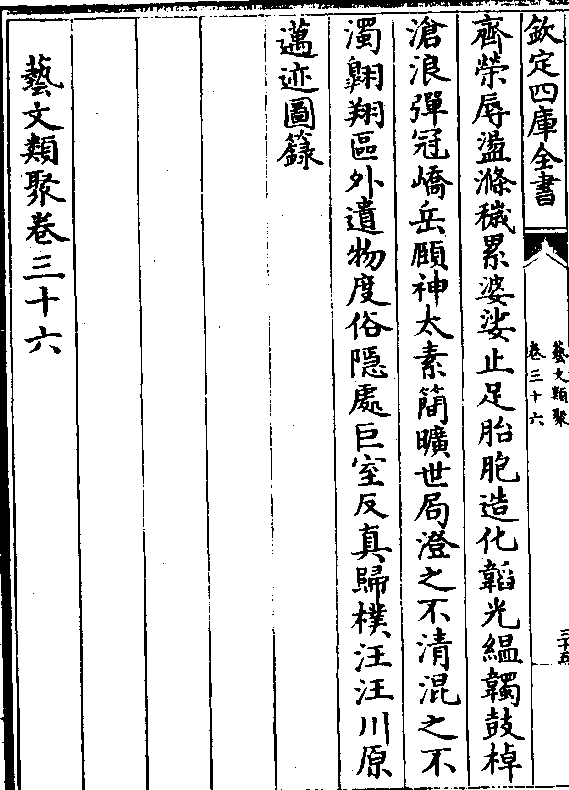 欽定四庫全書
藝文類聚
卷三十六
三十五
齊榮辱盪滌穢累婆娑止足胎胞造化韜光緼韣鼓棹
滄浪彈冠嶠岳頤神太素簡曠世局澄之不清混之不
濁翱翔區外遺物度俗隱處巨室反真歸樸汪汪川原
邁迹圖籙
藝文類聚卷三十六